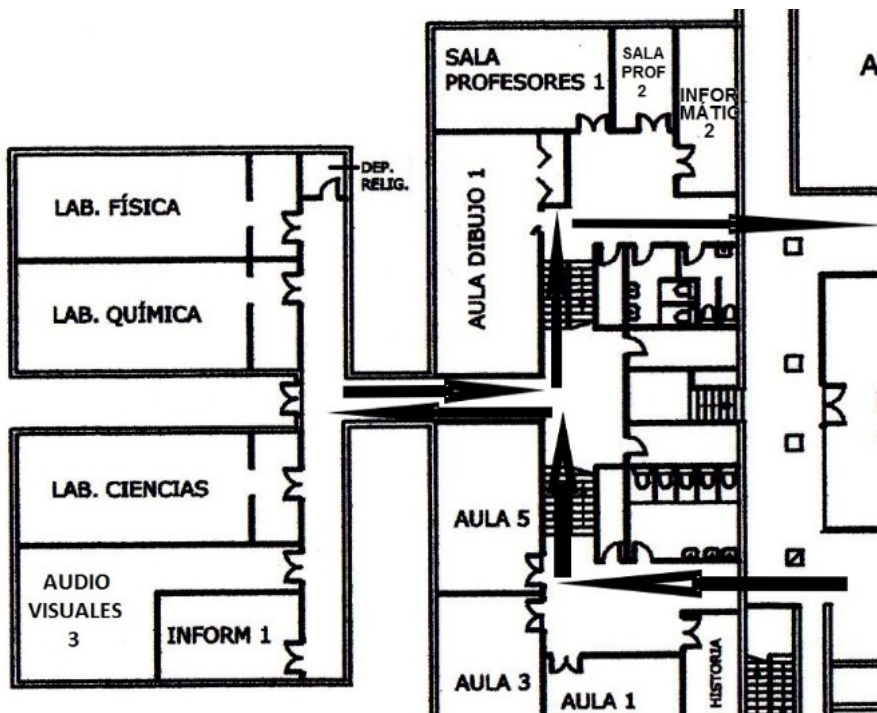 SALA
PROFESORES 1
SALA
PROF
2
INFOR
MÁTIC
2
A
DEP.
RELIG.
LAB. FÍSICA
AULA DIBUJO 1
LAB. QUÍMICA
LAB. CIENCIAS
AULA 5
AUDIO
VISUALES
3
INFORM 1
AULA 3
AULA 1
HISTORIA